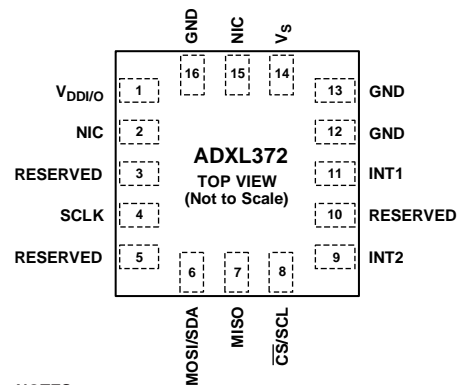 GND
NIC
VS
16
15
14
VDDI/O 1
13 GND
NIC 2
12 GND
RESERVED 3
11 INT1
SCLK 4
10 RESERVED
RESERVED 5
9 INT2
ADXL372
TOP VIEW
(Not to Scale)
6
7
8
MOSI/SDA
MISO
CS/SCL